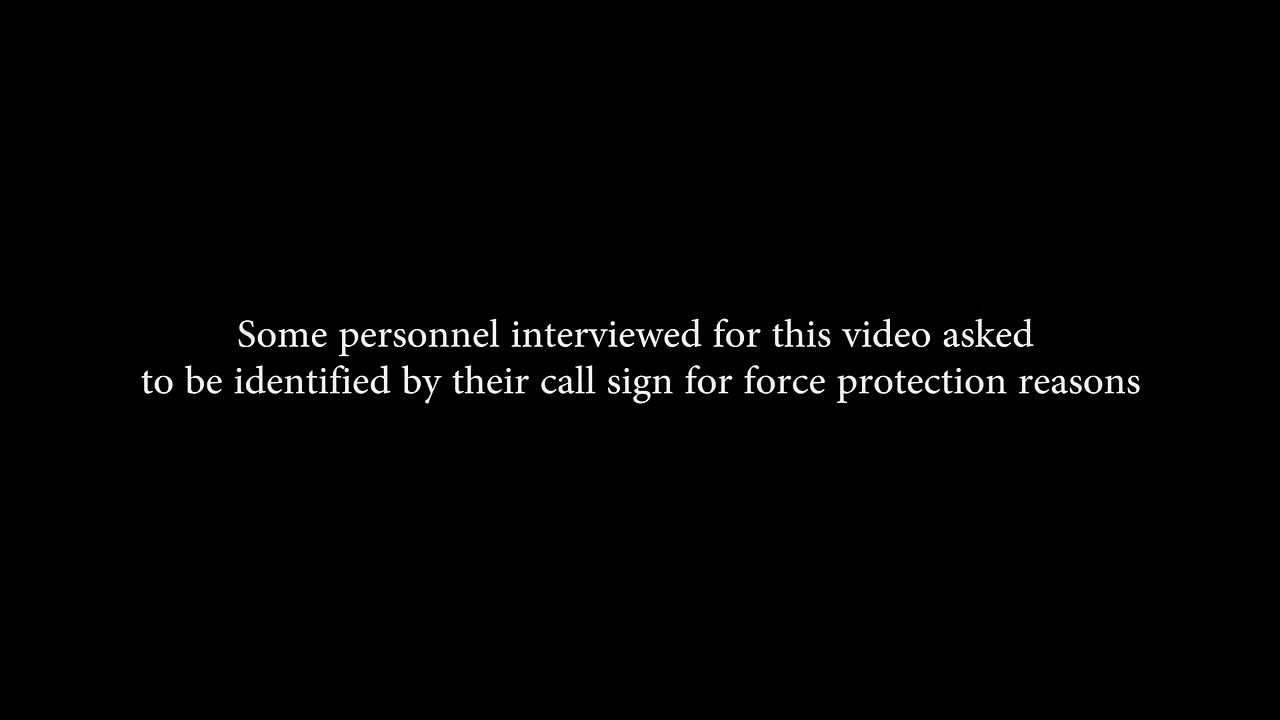 Some personnel interviewed for this video asked
to be identified by their call sign for force protection reasons